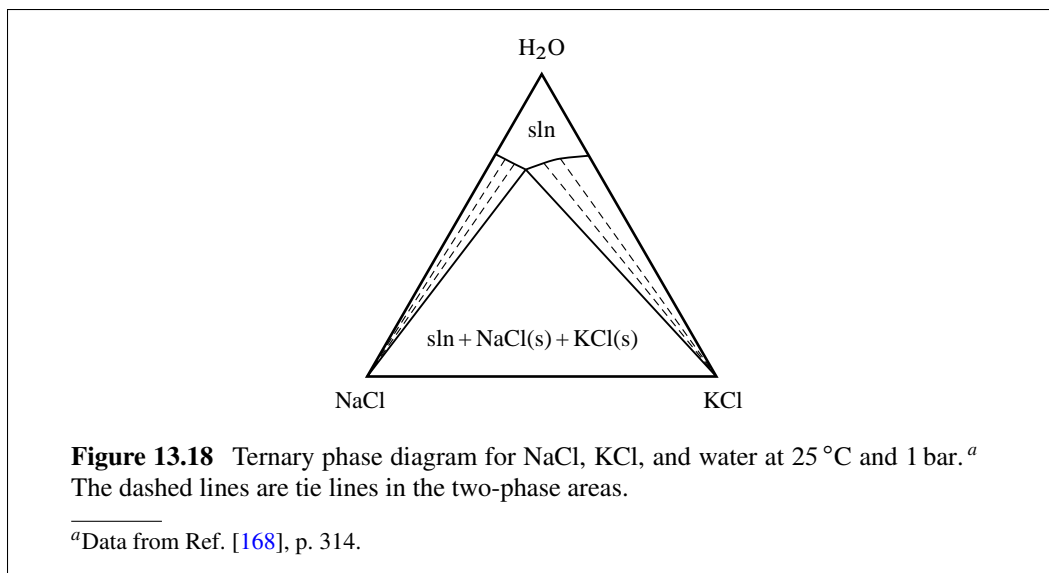 H₂O
sln
sln + NaCl(s) + KCl(s)
NaCl
KCl
Figure 13.18 Ternary phase diagram for NaCl, KCl, and water at 25 °C and 1 bar. ᵃ
The dashed lines are tie lines in the two-phase areas.
ᵃData from Ref. [168], p. 314.